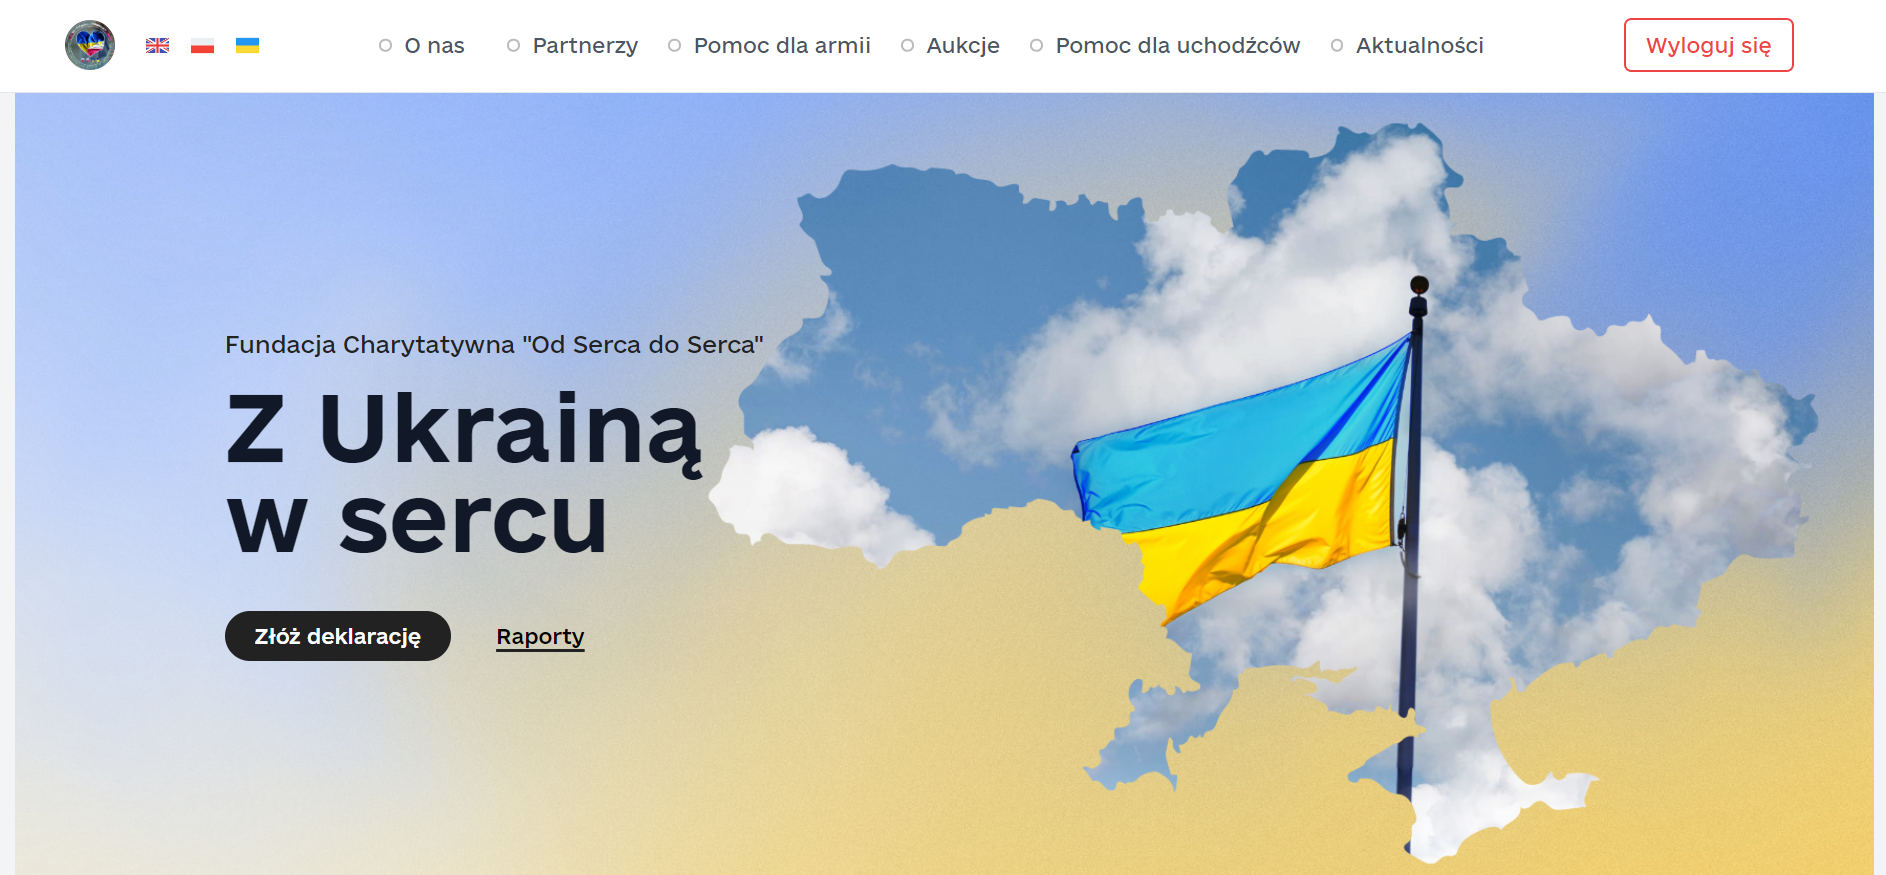 O nas
Partnerzy
Pomoc dla armii
Aukcje
Pomoc dla uchodźców
Aktualności
Wyloguj się
Fundacja Charytatywna "Od Serca do Serca"
Z Ukrainą
w sercu
Złóż deklarację
Raporty